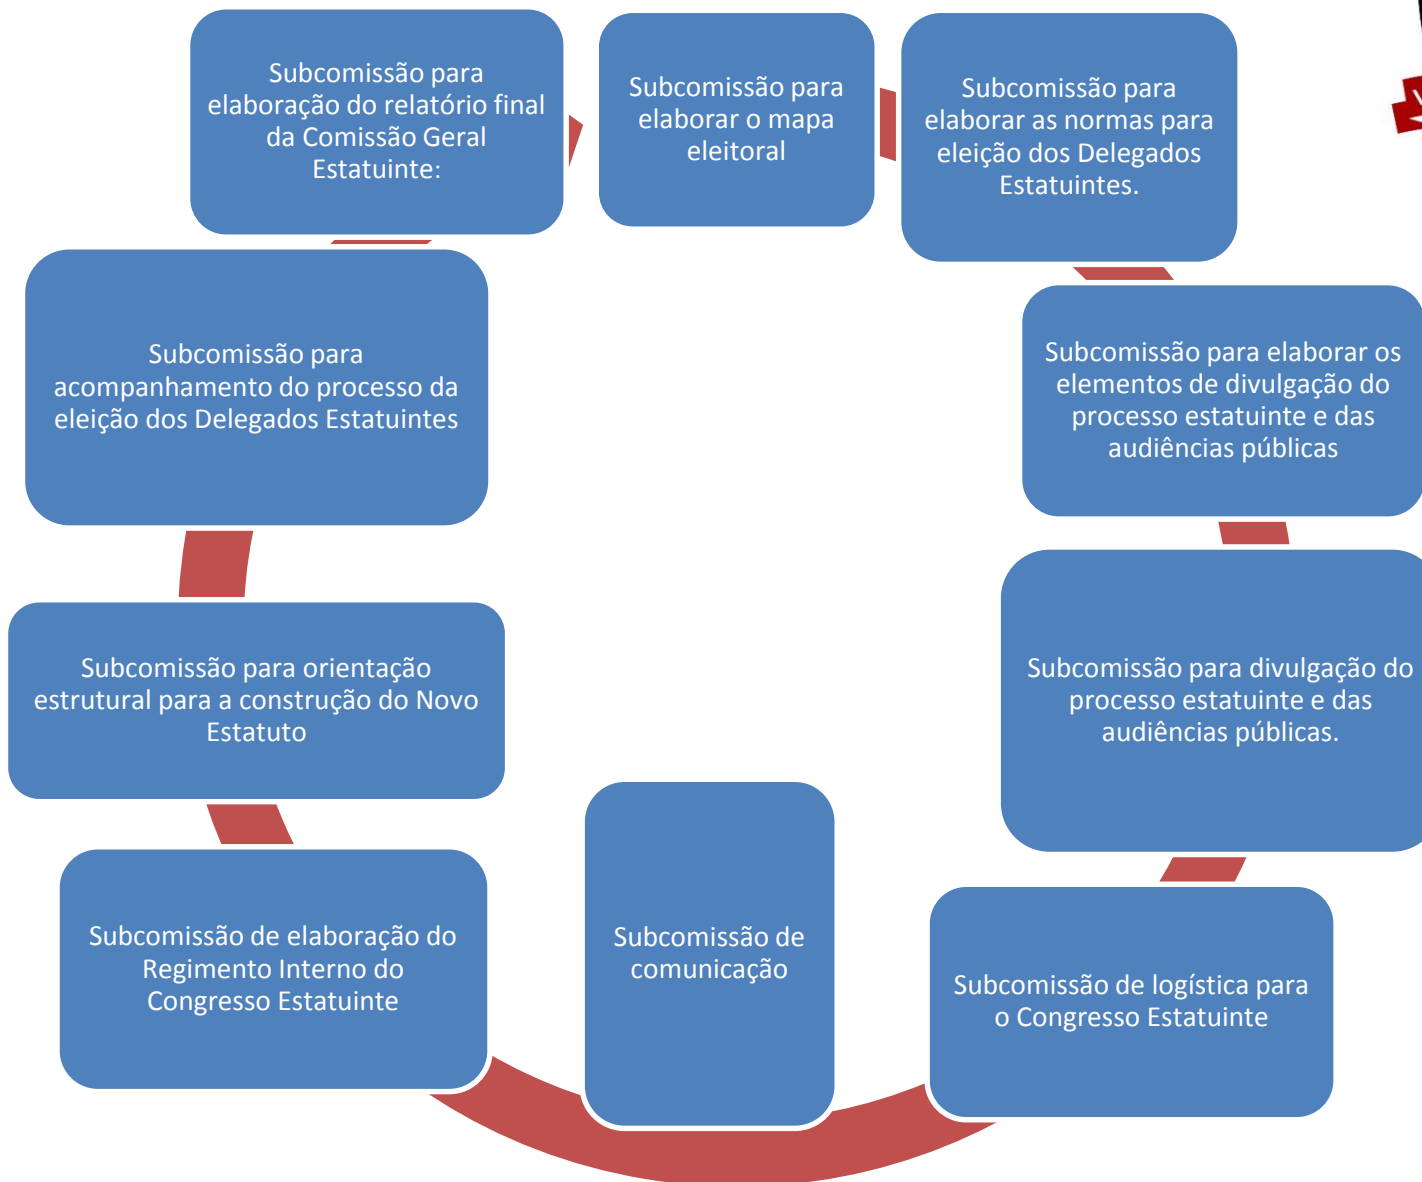 Subcomissão para
elaboração do relatório final
da Comissão Geral
Estatuinte:
Subcomissão para
elaborar o mapa
eleitoral
Subcomissão para
elaborar as normas para
eleição dos Delegados
Estatuintes.
Subcomissão para elaborar os
elementos de divulgação do
processo estatuinte e das
audiências públicas
Subcomissão para divulgação do
processo estatuinte e das
audiências públicas.
Subcomissão de logística para
o Congresso Estatuinte
Subcomissão de
comunicação
Subcomissão de elaboração do
Regimento Interno do
Congresso Estatuinte
Subcomissão para orientação
estrutural para a construção do Novo
Estatuto
Subcomissão para
acompanhamento do processo da
eleição dos Delegados Estatuintes